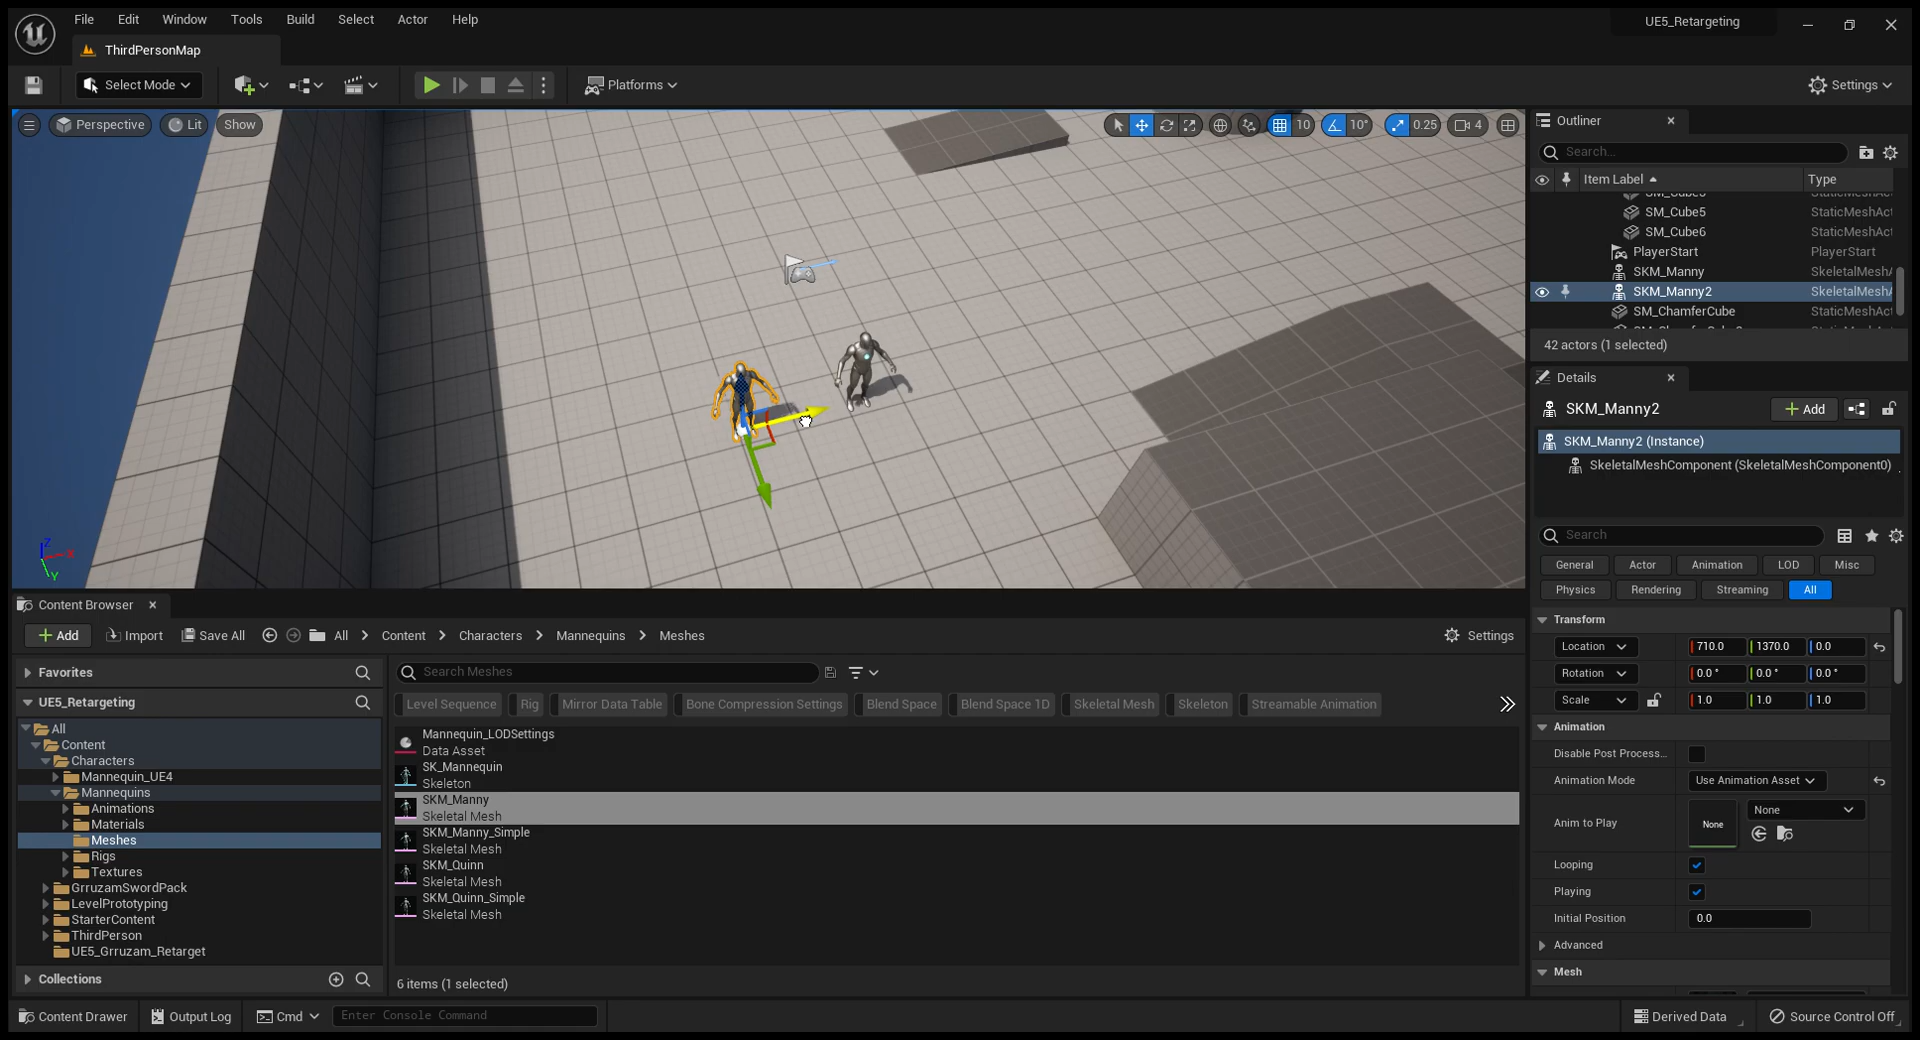 File Edit Window Tools Build Select Actor Help
UE5_Retargeting
ThirdPersonMap
Select Mode
Platforms
Settings
Perspective Lit Show
10 10° 0.25 4
Outliner
Search...
Item Label Type
SM_Cube5 StaticMeshAct
SM_Cube6 StaticMeshAct
PlayerStart PlayerStart
SKM_Manny SkeletalMeshA
SKM_Manny2 SkeletalMeshA
SM_ChamferCube StaticMeshAct
42 actors (1 selected)
Details
SKM_Manny2
Add
SKM_Manny2 (Instance)
SkeletalMeshComponent (SkeletalMeshComponent0)
Search
General Actor Animation LOD Misc
Physics Rendering Streaming All
Transform
Location 710.0 1370.0 0.0
Rotation 0.0 ° 0.0 ° 0.0 °
Scale 1.0 1.0 1.0
Animation
Disable Post Process...
Animation Mode Use Animation Asset
Anim to Play None None
Looping
Playing
Initial Position 0.0
Advanced
Mesh
Z X Y
Content Browser
Add Import Save All All Content Characters Mannequins Meshes Settings
Favorites
UE5_Retargeting
All
Content
Characters
Mannequin_UE4
Mannequins
Animations
Materials
Meshes
Rigs
Textures
GrruzamSwordPack
LevelPrototyping
StarterContent
ThirdPerson
UE5_Grruzam_Retarget
Collections
Search Meshes
Level Sequence Rig Mirror Data Table Bone Compression Settings Blend Space Blend Space 1D Skeletal Mesh Skeleton Streamable Animation
Mannequin_LODSettings
Data Asset
SK_Mannequin
Skeleton
SKM_Manny
Skeletal Mesh
SKM_Manny_Simple
Skeletal Mesh
SKM_Quinn
Skeletal Mesh
SKM_Quinn_Simple
Skeletal Mesh
6 items (1 selected)
Content Drawer Output Log Cmd Enter Console Command Derived Data Source Control Off